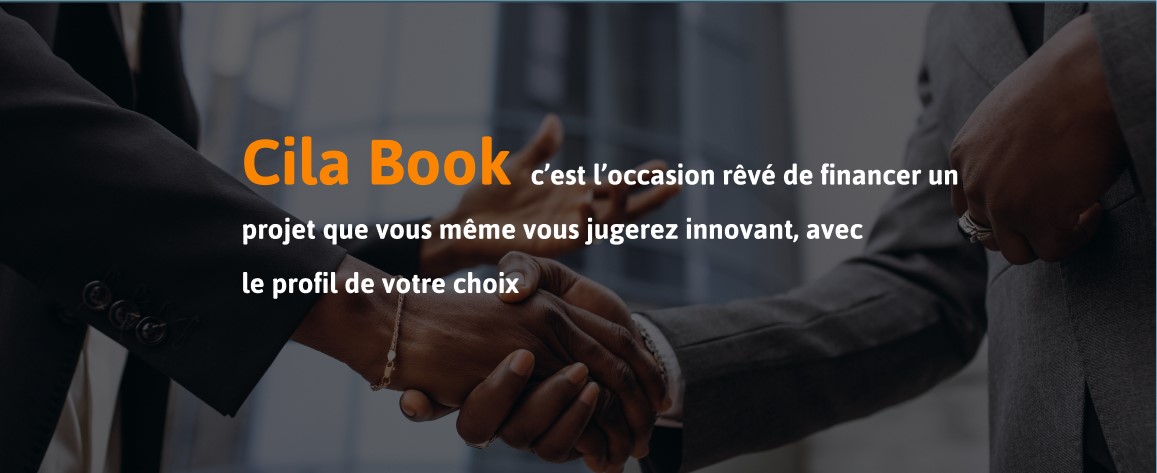 Cila Book c’est l’occasion rêvé de financer un
projet que vous même vous jugerez innovant, avec
le profil de votre choix